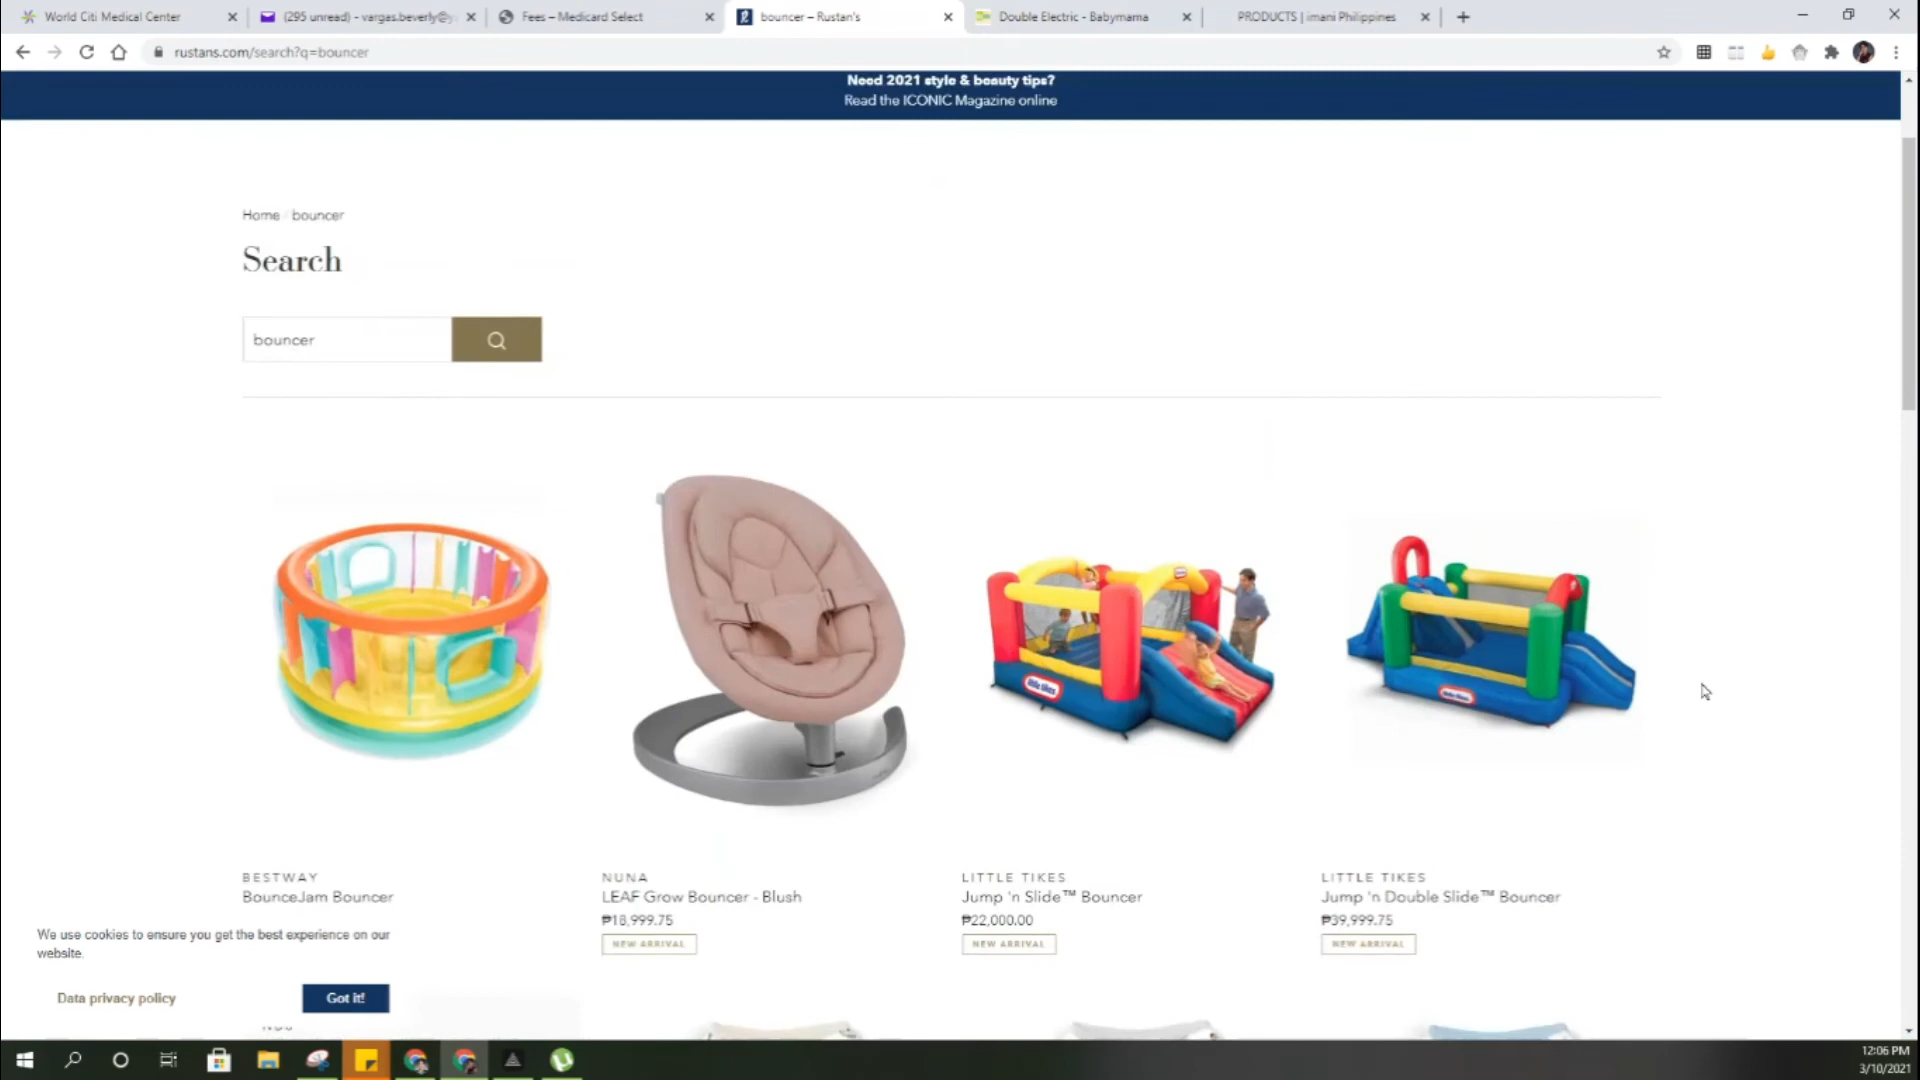 World Citi Medical Center
(295 unread) - vargas.beverly@y
Fees – Medicard Select
bouncer – Rustan's
Double Electric - Babymama
PRODUCTS | imani Philippines
rustans.com/search?q=bouncer
Need 2021 style & beauty tips?
Read the ICONIC Magazine online
Home / bouncer
Search
bouncer
little tikes
BESTWAY
BounceJam Bouncer
NUNA
LEAF Grow Bouncer - Blush
₱18,999.75
NEW ARRIVAL
LITTLE TIKES
Jump 'n Slide™ Bouncer
₱22,000.00
NEW ARRIVAL
LITTLE TIKES
Jump 'n Double Slide™ Bouncer
₱39,999.75
NEW ARRIVAL
We use cookies to ensure you get the best experience on our
website.
Data privacy policy
Got it!
12:06 PM
3/10/2021